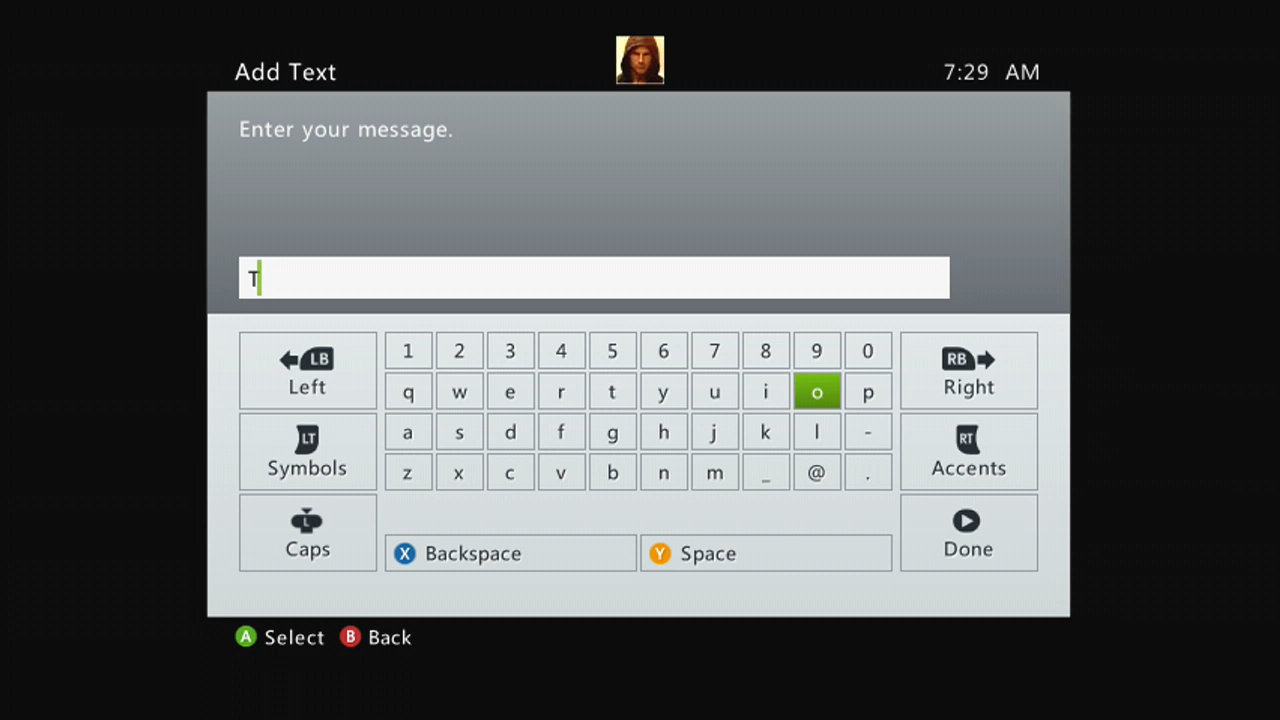 Add Text
7:29 AM
Enter your message.
T
LB
Left
1 2 3 4 5 6 7 8 9 0
RB
Right
q w e r t y u i o p
LT
Symbols
a s d f g h j k l -
RT
Accents
z x c v b n m _ @ .
L
Caps
X Backspace
Y Space
Done
A Select B Back